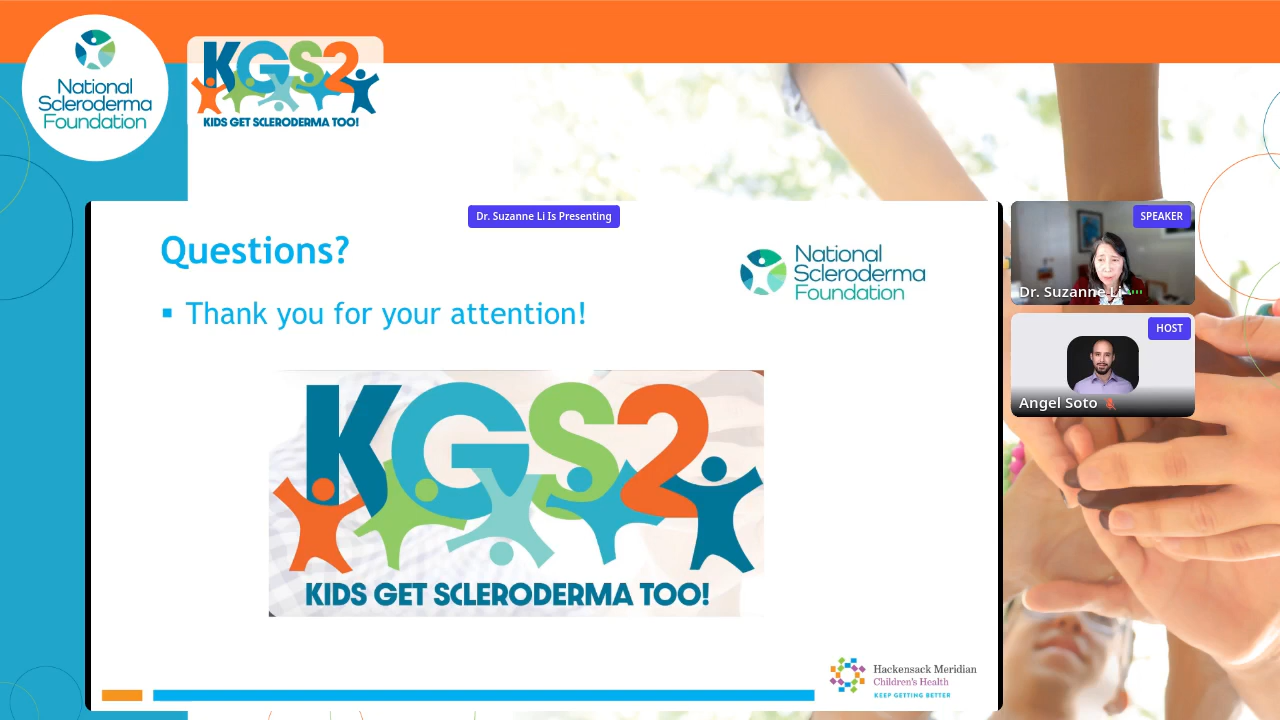 National
Scleroderma
Foundation
KGS2
KIDS GET SCLERODERMA TOO!
Dr. Suzanne Li Is Presenting
Questions?
▪ Thank you for your attention!
National
Scleroderma
Foundation
KGS2
KIDS GET SCLERODERMA TOO!
Hackensack Meridian
Children's Health
KEEP GETTING BETTER
SPEAKER
Dr. Suzanne Li
HOST
Angel Soto